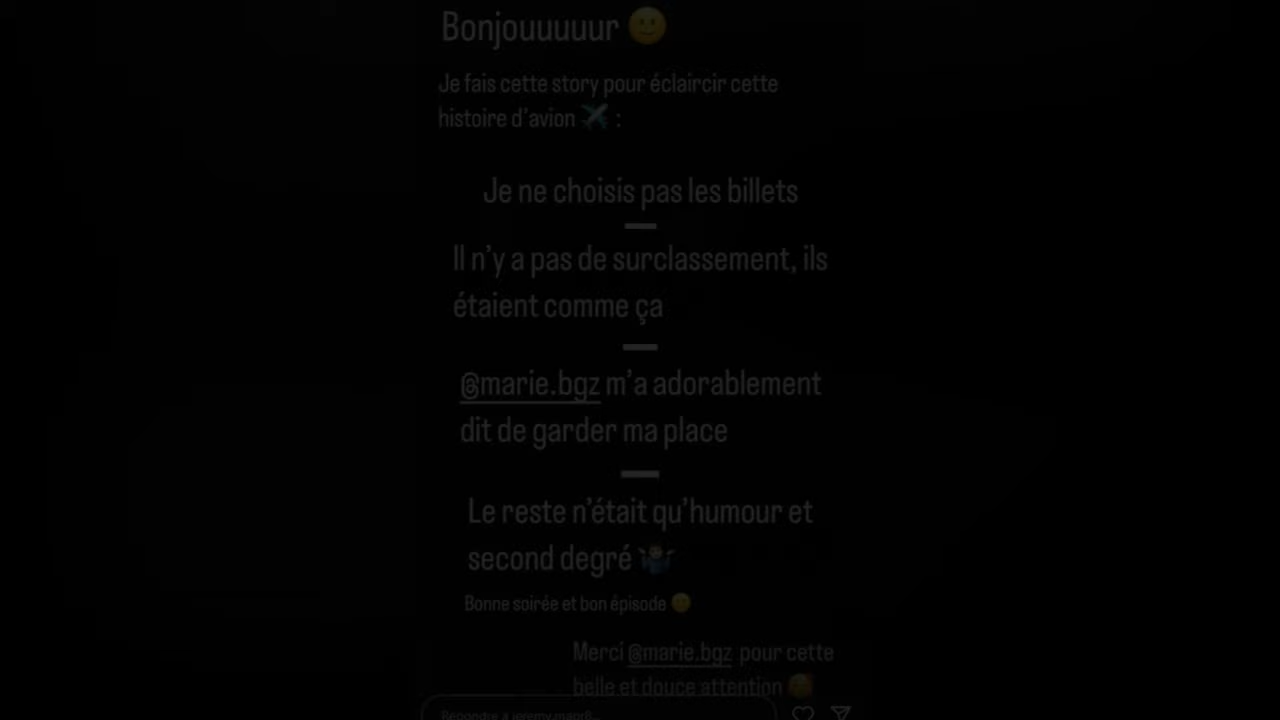 Bonjouuuuur 🙂
Je fais cette story pour éclaircir cette
histoire d'avion ✈️ :
Je ne choisis pas les billets
Il n'y a pas de surclassement, ils
étaient comme ça
@marie.bgz m'a adorablement
dit de garder ma place
Le reste n'était qu'humour et
second degré 🤷‍♂️
Bonne soirée et bon épisode 🙂
Merci @marie.bgz pour cette
belle et douce attention 🥰
Répondre à